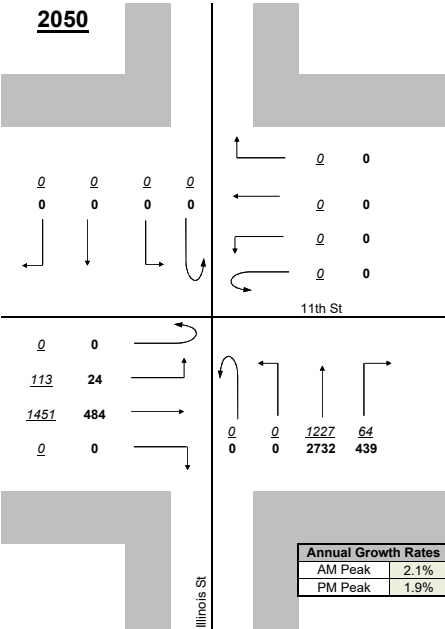 2050
0 0 0 0
0 0 0 0
0 0
0 0
0 0
0 0
11th St
0 0
113 24
1451 484
0 0
0 0 1227 64
0 0 2732 439
Illinois St
Annual Growth Rates
AM Peak 2.1%
PM Peak 1.9%